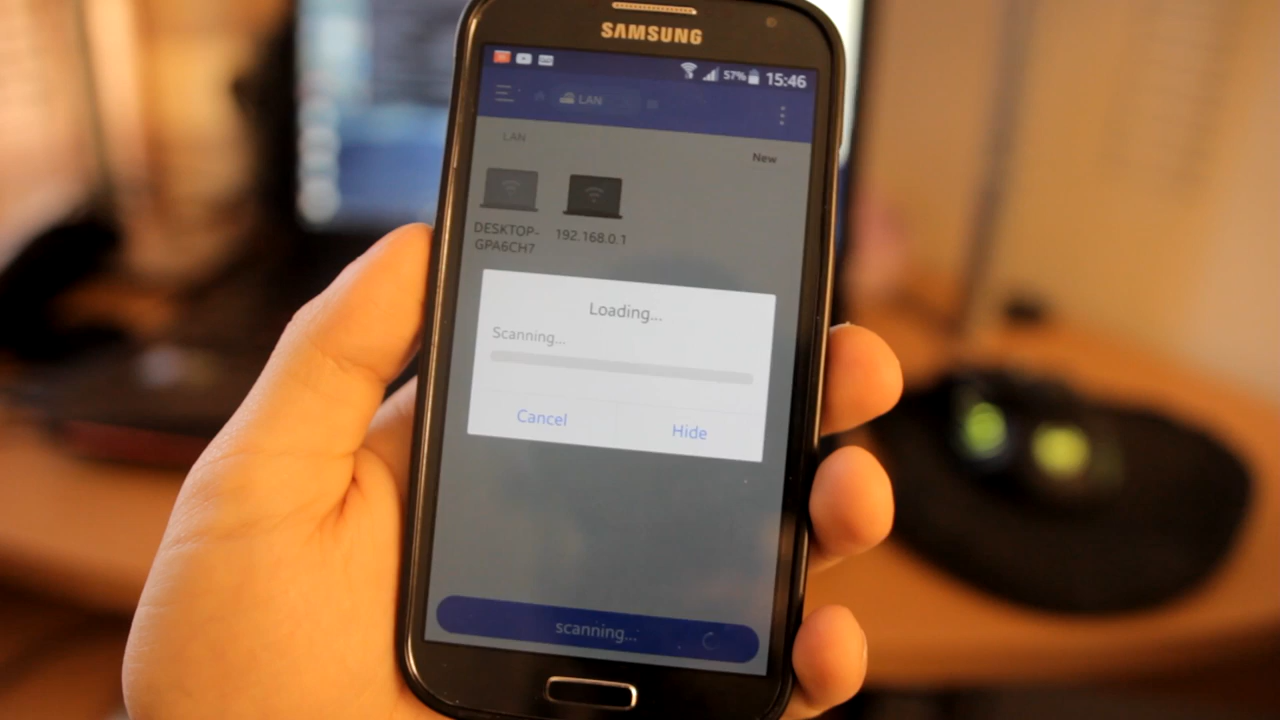 SAMSUNG
57% 15:46
LAN
LAN
New
DESKTOP-
GPA6CH7
192.168.0.1
Loading...
Scanning...
Cancel
Hide
scanning...